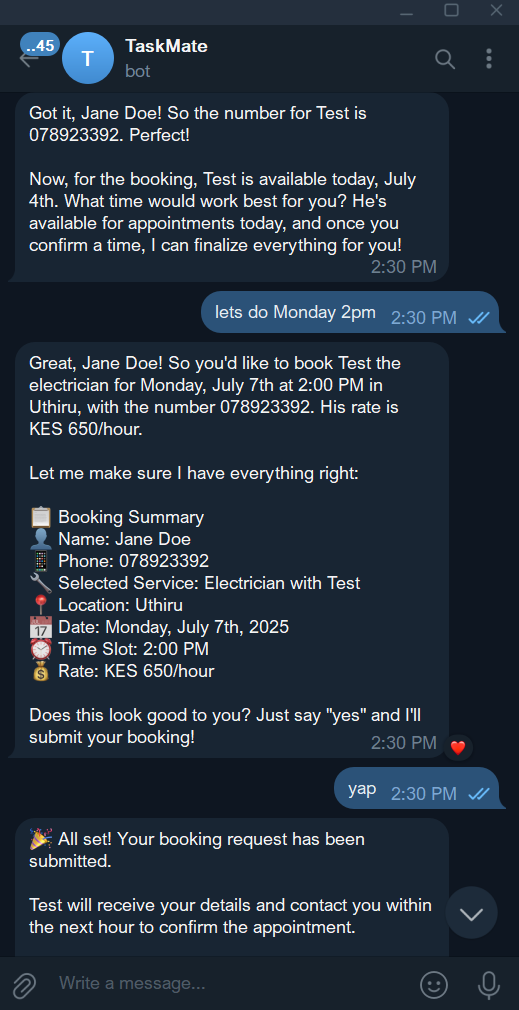 ..45
T
TaskMate
bot
Got it, Jane Doe! So the number for Test is
078923392. Perfect!
Now, for the booking, Test is available today, July
4th. What time would work best for you? He's
available for appointments today, and once you
confirm a time, I can finalize everything for you!
2:30 PM
lets do Monday 2pm 2:30 PM
Great, Jane Doe! So you'd like to book Test the
electrician for Monday, July 7th at 2:00 PM in
Uthiru, with the number 078923392. His rate is
KES 650/hour.
Let me make sure I have everything right:
📋 Booking Summary
👤 Name: Jane Doe
📱 Phone: 078923392
🔧 Selected Service: Electrician with Test
📍 Location: Uthiru
📅 Date: Monday, July 7th, 2025
⏰ Time Slot: 2:00 PM
💰 Rate: KES 650/hour
Does this look good to you? Just say "yes" and I'll
submit your booking!
2:30 PM
yap 2:30 PM
🎉 All set! Your booking request has been
submitted.
Test will receive your details and contact you within
the next hour to confirm the appointment.
Write a message...